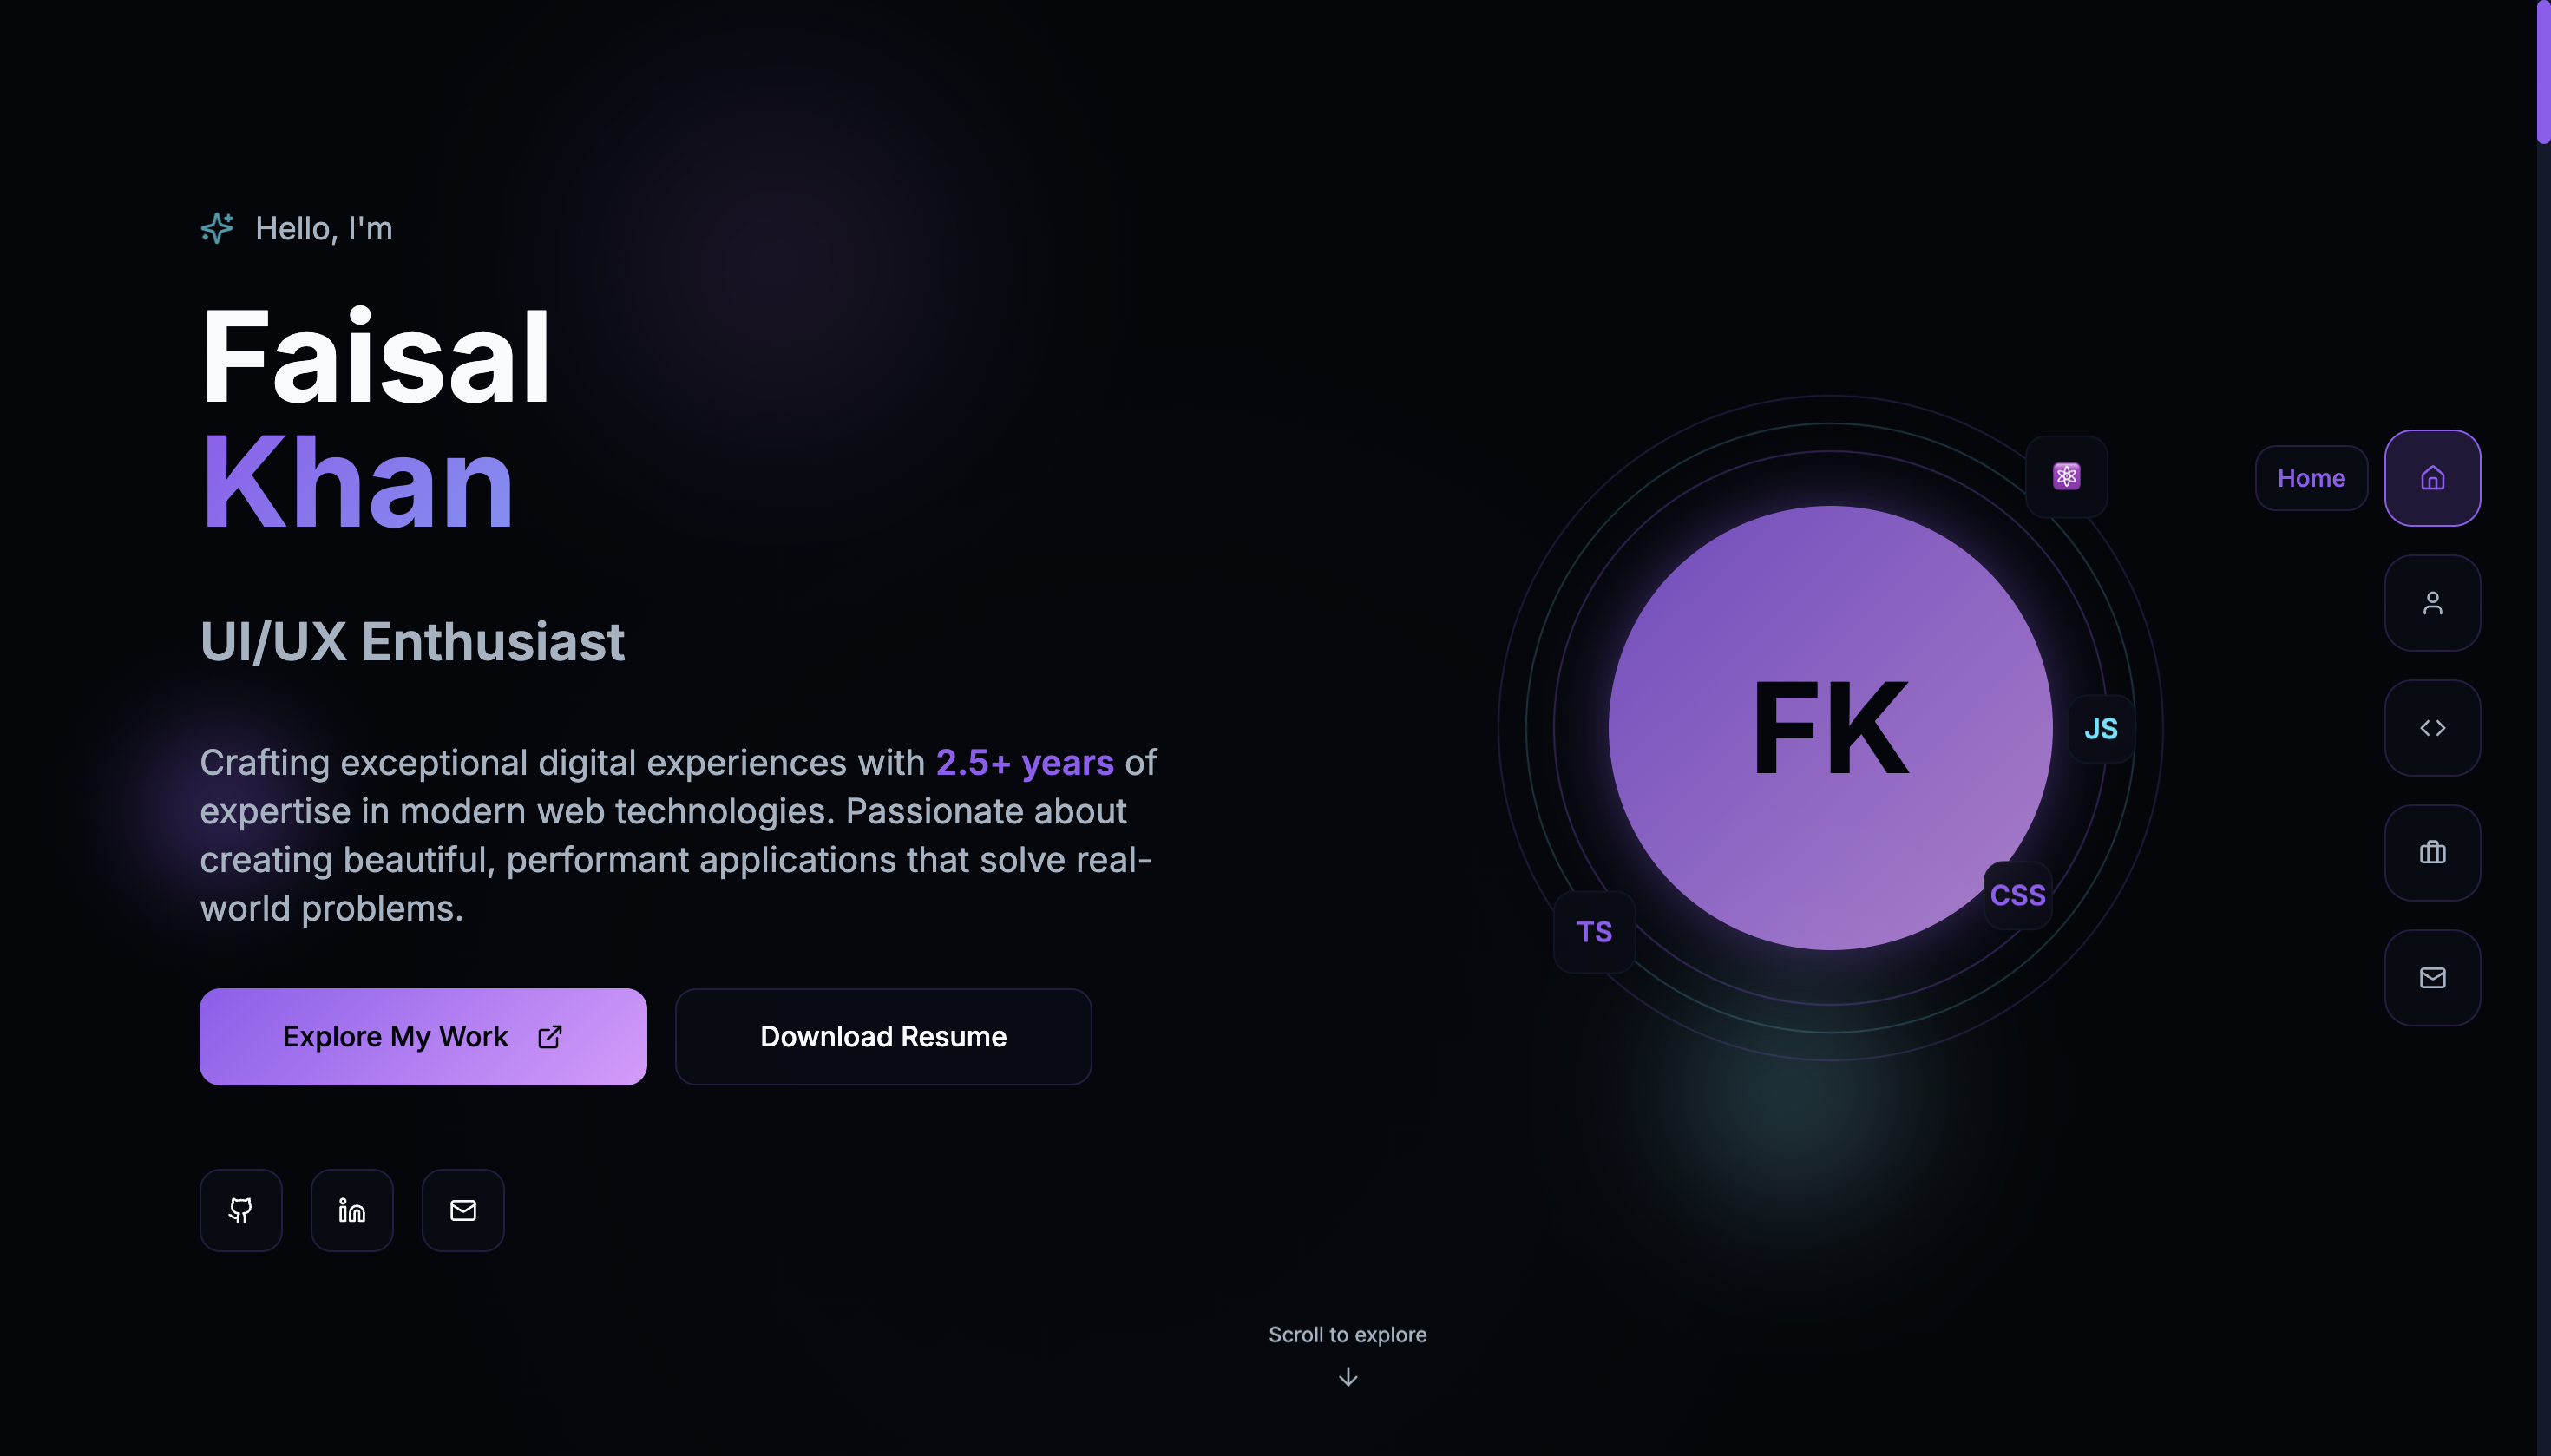 Hello, I'm
Faisal
Khan
UI/UX Enthusiast
Crafting exceptional digital experiences with 2.5+ years of
expertise in modern web technologies. Passionate about
creating beautiful, performant applications that solve real-
world problems.
Explore My Work
Download Resume
FK
JS
CSS
TS
Home
Scroll to explore